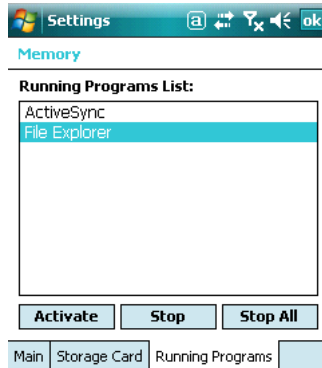 Settings a ok
Memory
Running Programs List:
ActiveSync
File Explorer
Activate Stop Stop All
Main Storage Card Running Programs